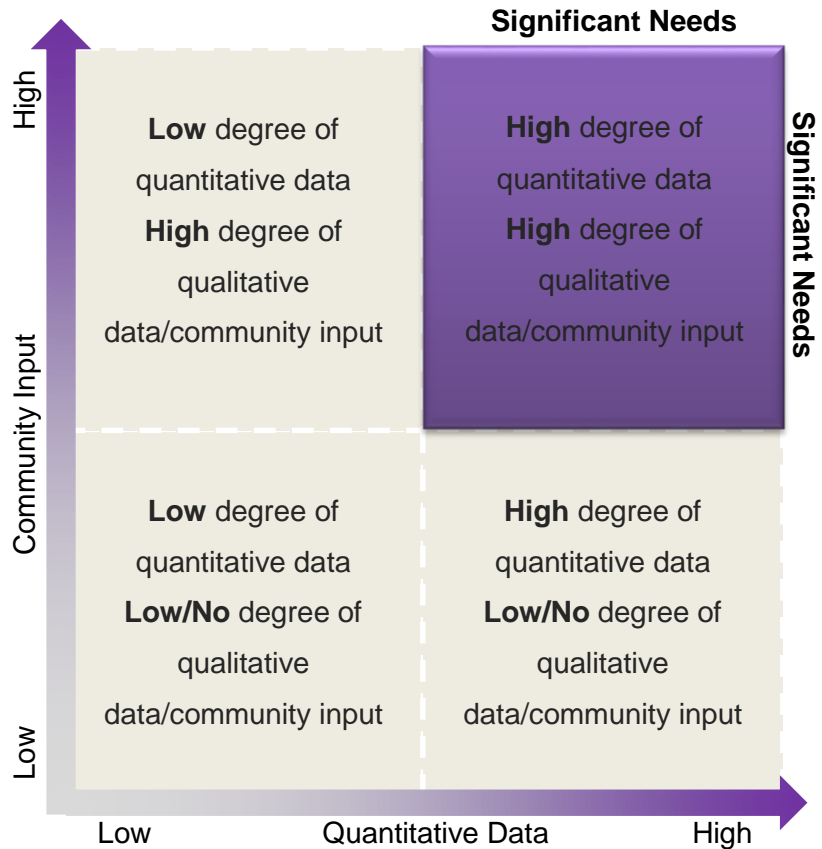 Significant Needs
High
Low degree of
quantitative data
High degree of
qualitative
data/community input
High degree of
quantitative data
High degree of
qualitative
data/community input
Significant Needs
Community Input
Low degree of
quantitative data
Low/No degree of
qualitative
data/community input
High degree of
quantitative data
Low/No degree of
qualitative
data/community input
Low
Low
Quantitative Data
High